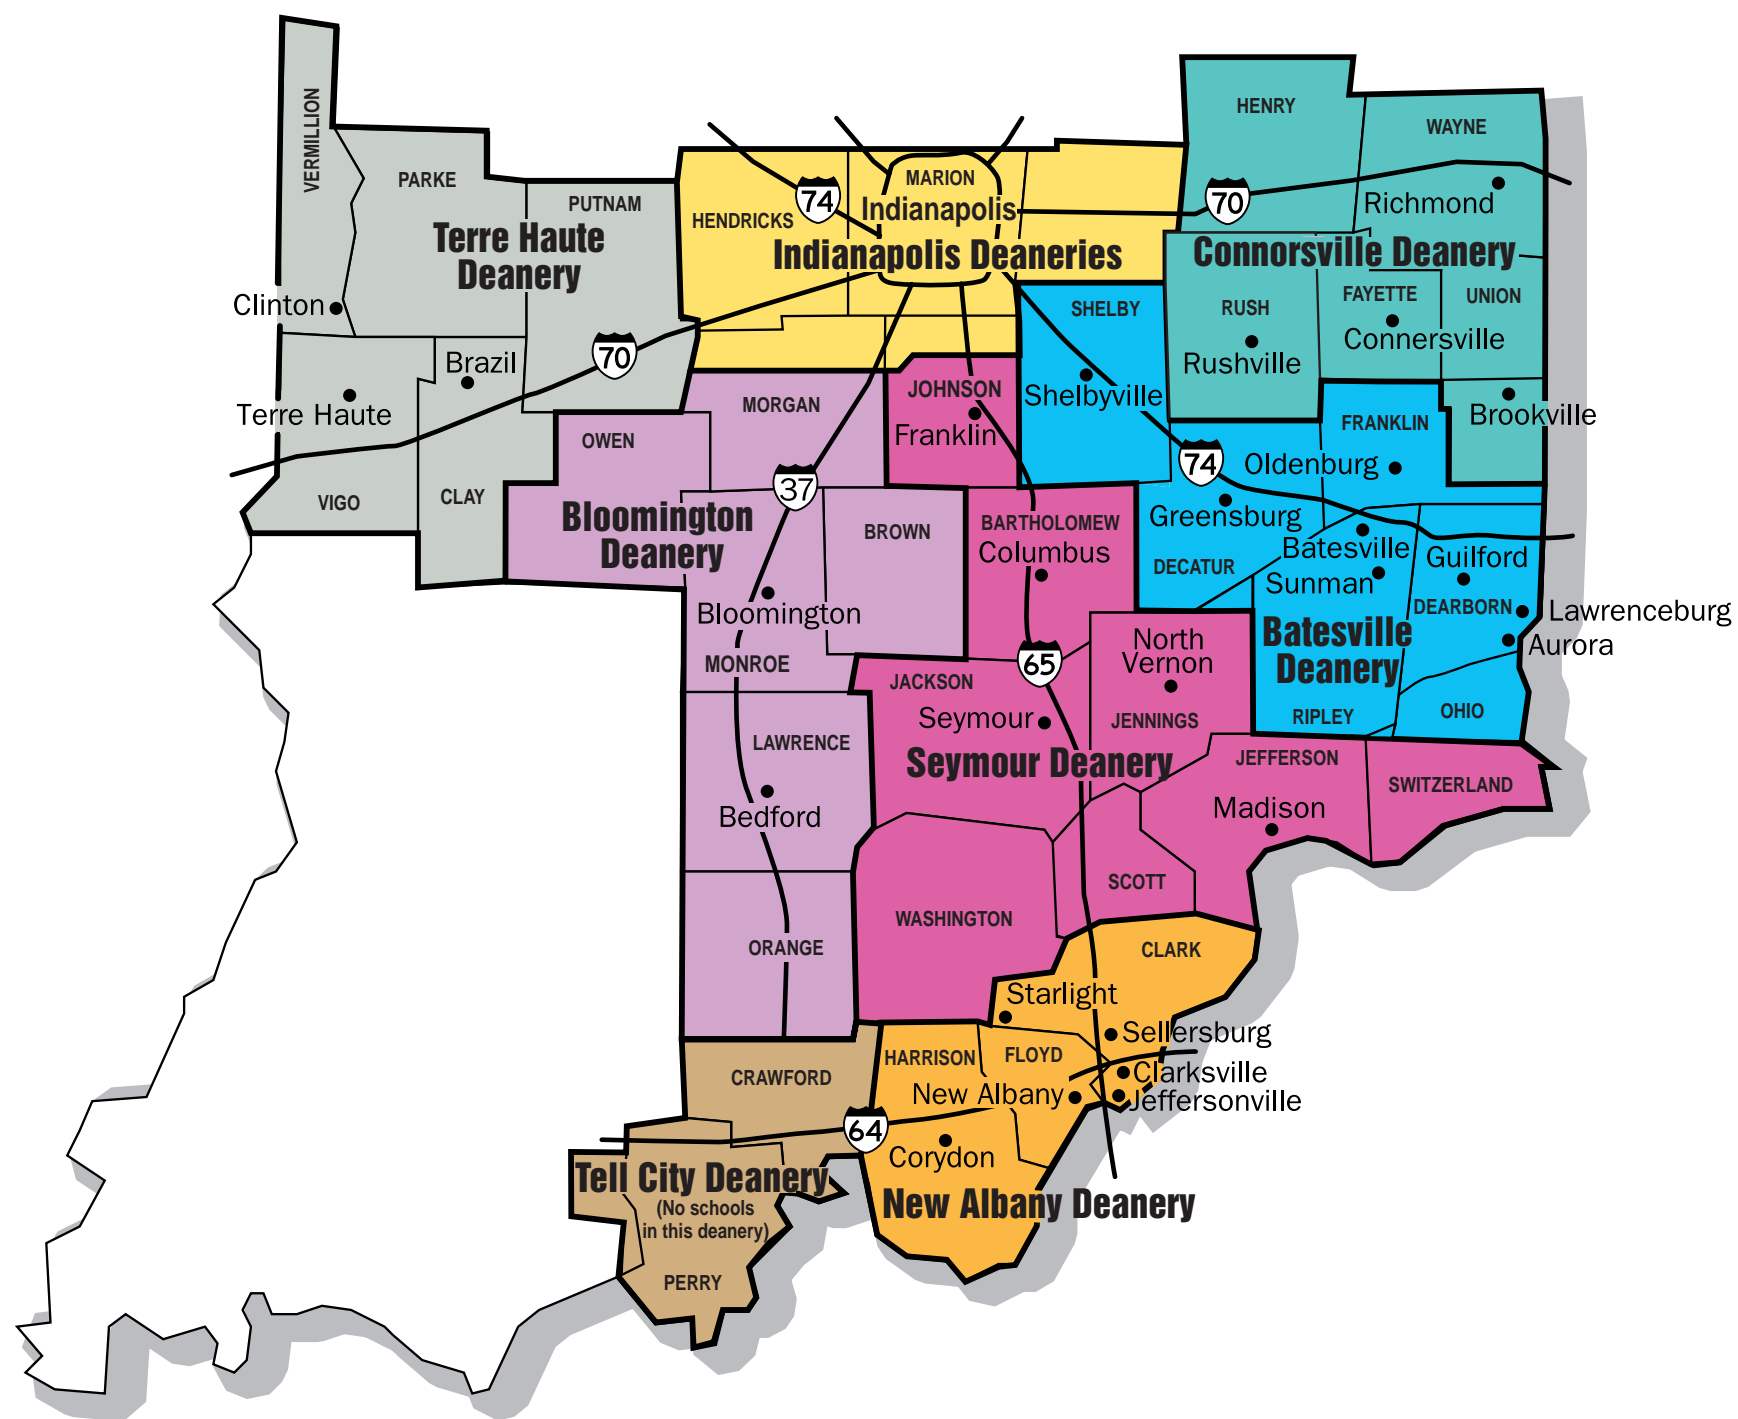 VERMILLION
PARKE
PUTNAM
Terre Haute
Deanery
Clinton
Brazil
70
Terre Haute
VIGO
CLAY
MARION
74
Indianapolis
HENDRICKS
Indianapolis Deaneries
HENRY
WAYNE
70
Richmond
Connorsville Deanery
FAYETTE
UNION
RUSH
Connersville
Rushville
Brookville
SHELBY
Shelbyville
JOHNSON
Franklin
MORGAN
OWEN
37
Bloomington
Deanery
BROWN
Bloomington
MONROE
LAWRENCE
Bedford
ORANGE
FRANKLIN
74
Oldenburg
Greensburg
Batesville
Guilford
DECATUR
Sunman
DEARBORN
Lawrenceburg
Batesville
Deanery
Aurora
RIPLEY
OHIO
BARTHOLOMEW
Columbus
North
Vernon
65
JACKSON
Seymour
JENNINGS
Seymour Deanery
JEFFERSON
SWITZERLAND
Madison
SCOTT
WASHINGTON
CLARK
Starlight
Sellersburg
HARRISON
FLOYD
Clarksville
New Albany
Jeffersonville
Corydon
New Albany Deanery
CRAWFORD
64
Tell City Deanery
(No schools
in this deanery)
PERRY